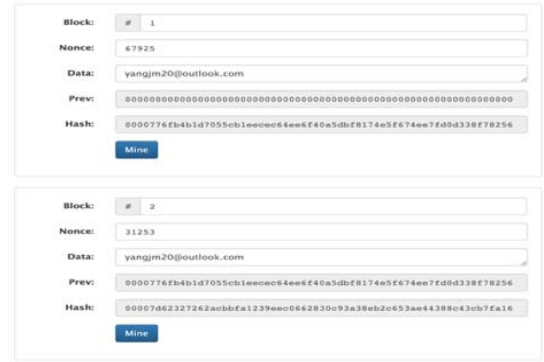 Block: # 1
Nonce: 67925
Data: yangjm20@outlook.com
Prev: 0000000000000000000000000000000000000000000000000000000000000000
Hash: 0000776fb4b1d7055cb1eecec64ee6f40a5dbf8174e5f674ee7fd0d338f78256
Mine
Block: # 2
Nonce: 31253
Data: yangjm20@outlook.com
Prev: 0000776fb4b1d7055cb1eecec64ee6f40a5dbf8174e5f674ee7fd0d338f78256
Hash: 00007d62327262acbbfa1239eec0662830c93a38eb2c653ae44388c43cb7fa16
Mine